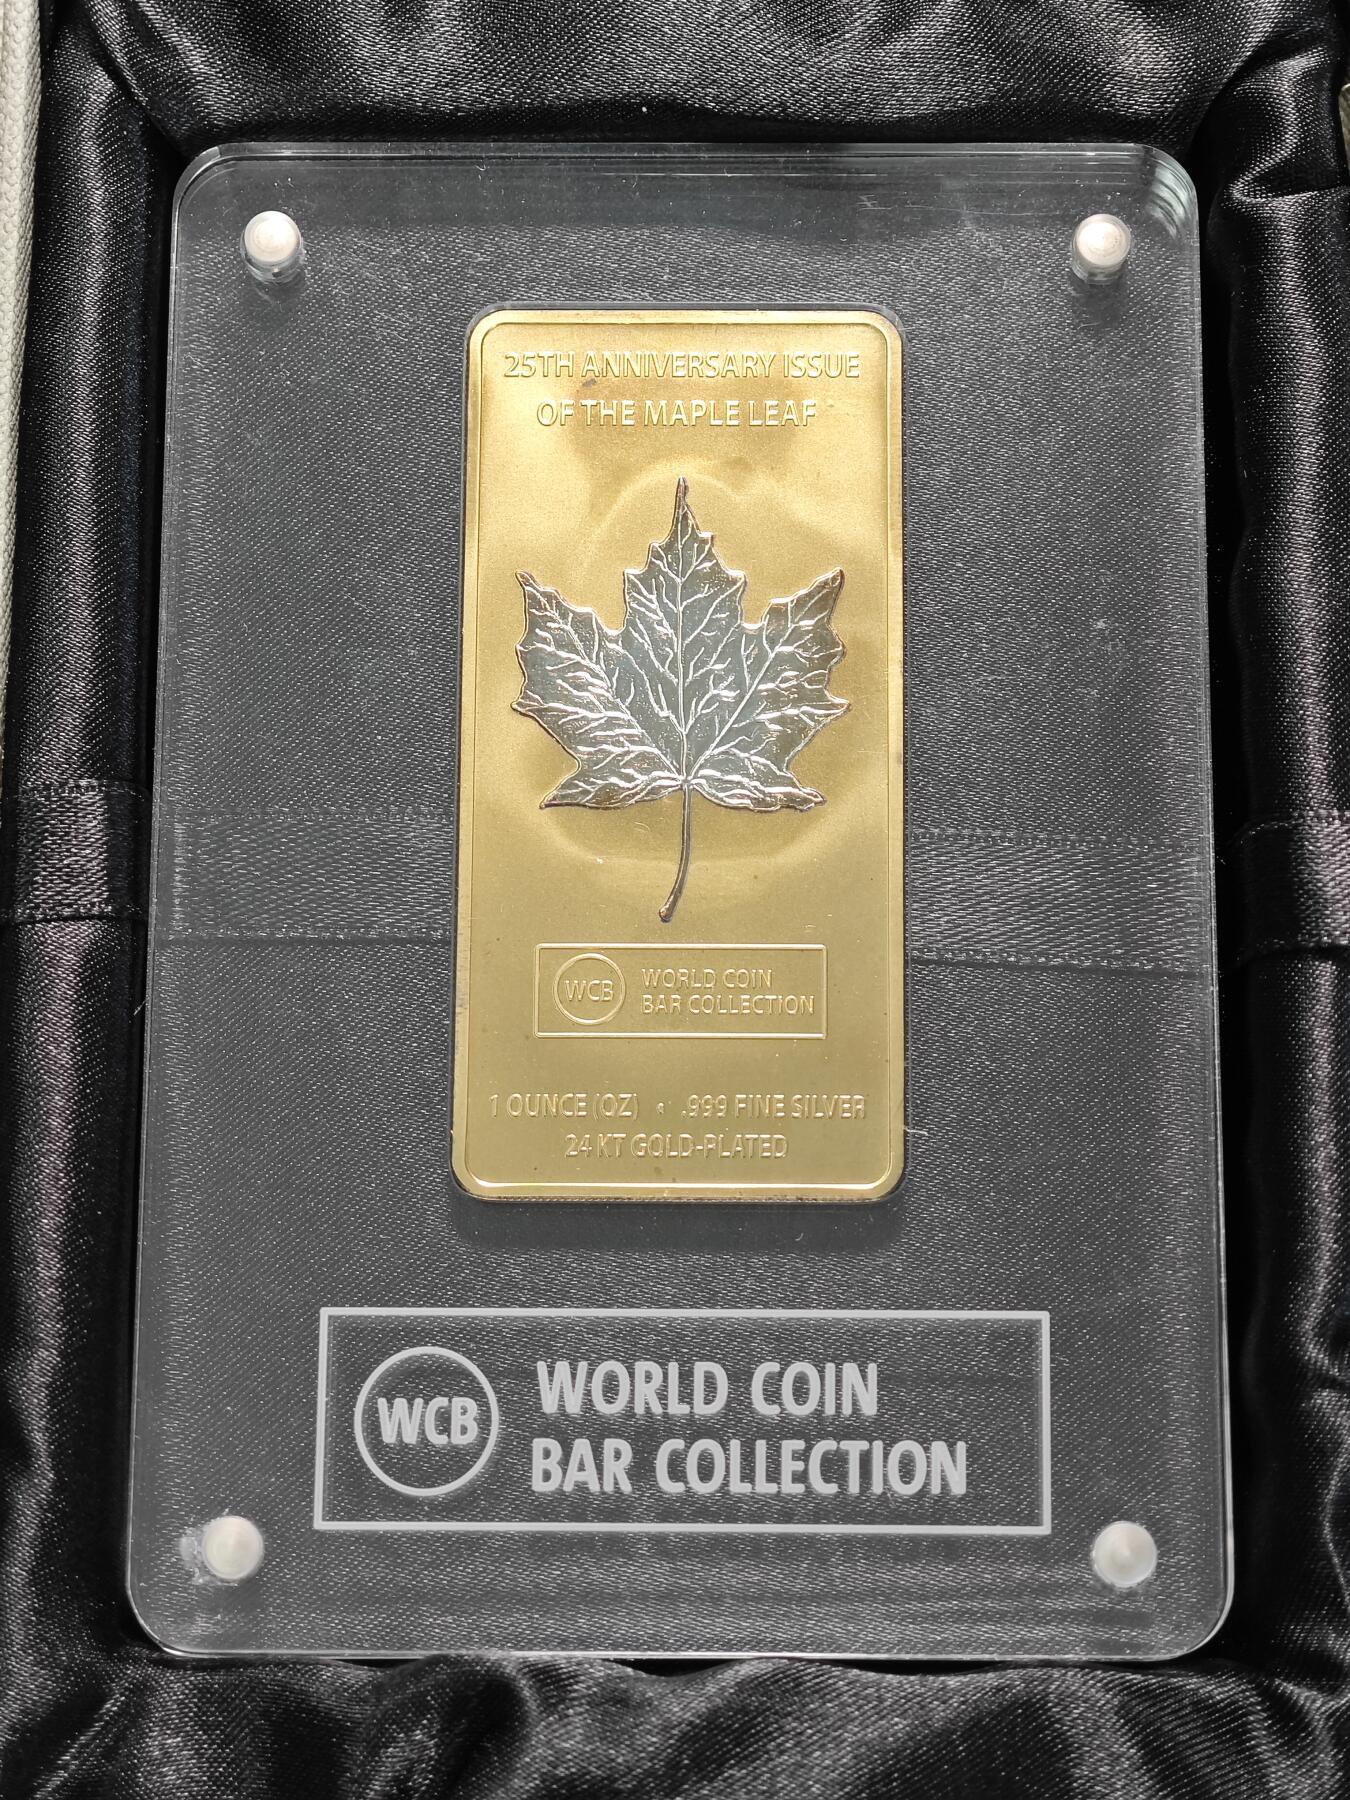 25TH ANNIVERSARY ISSUE
OF THE MAPLE LEAF
WCB
WORLD COIN
BAR COLLECTION
1 OUNCE (OZ) • .999 FINE SILVER
24 KT GOLD-PLATED
WCB
WORLD COIN
BAR COLLECTION